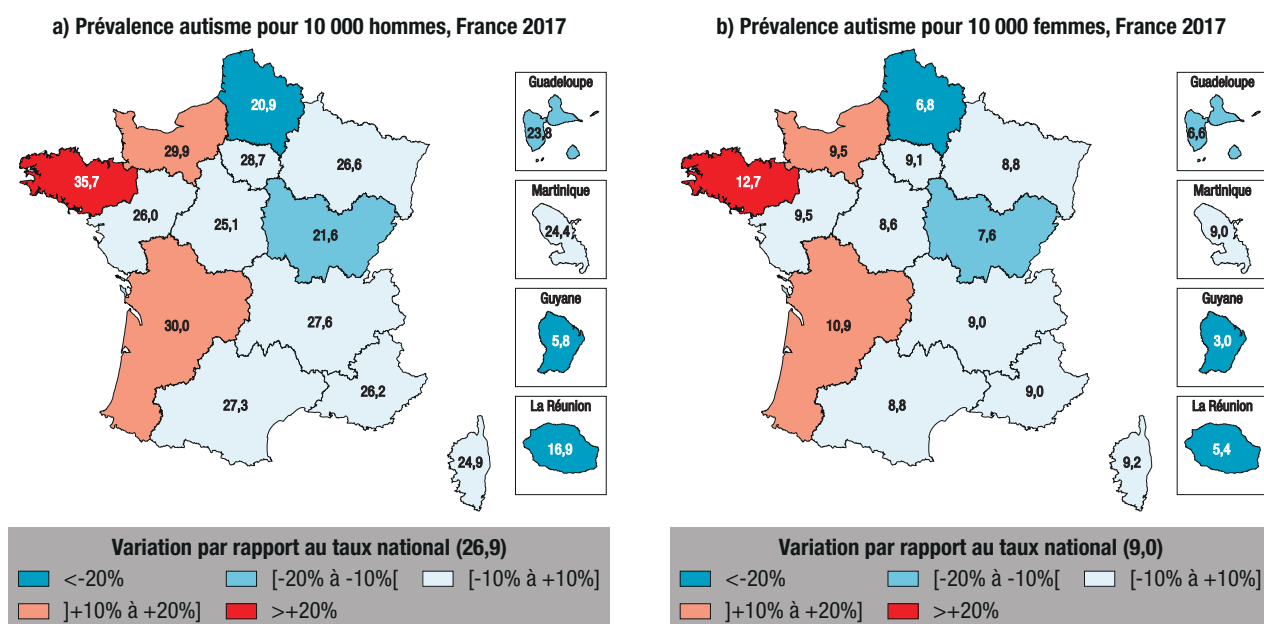 a) Prévalence autisme pour 10 000 hommes, France 2017
20,9
29,9
28,7
26,6
35,7
26,0
25,1
21,6
30,0
27,6
27,3
26,2
24,9
Guadeloupe
23,8
Martinique
24,4
Guyane
5,8
La Réunion
16,9
Variation par rapport au taux national (26,9)
<-20% [-20% à -10%[ [-10% à +10%]
]+10% à +20%] >+20%
b) Prévalence autisme pour 10 000 femmes, France 2017
6,8
9,5
9,1
8,8
12,7
9,5
8,6
7,6
10,9
9,0
8,8
9,0
9,2
Guadeloupe
6,6
Martinique
9,0
Guyane
3,0
La Réunion
5,4
Variation par rapport au taux national (9,0)
<-20% [-20% à -10%[ [-10% à +10%]
]+10% à +20%] >+20%